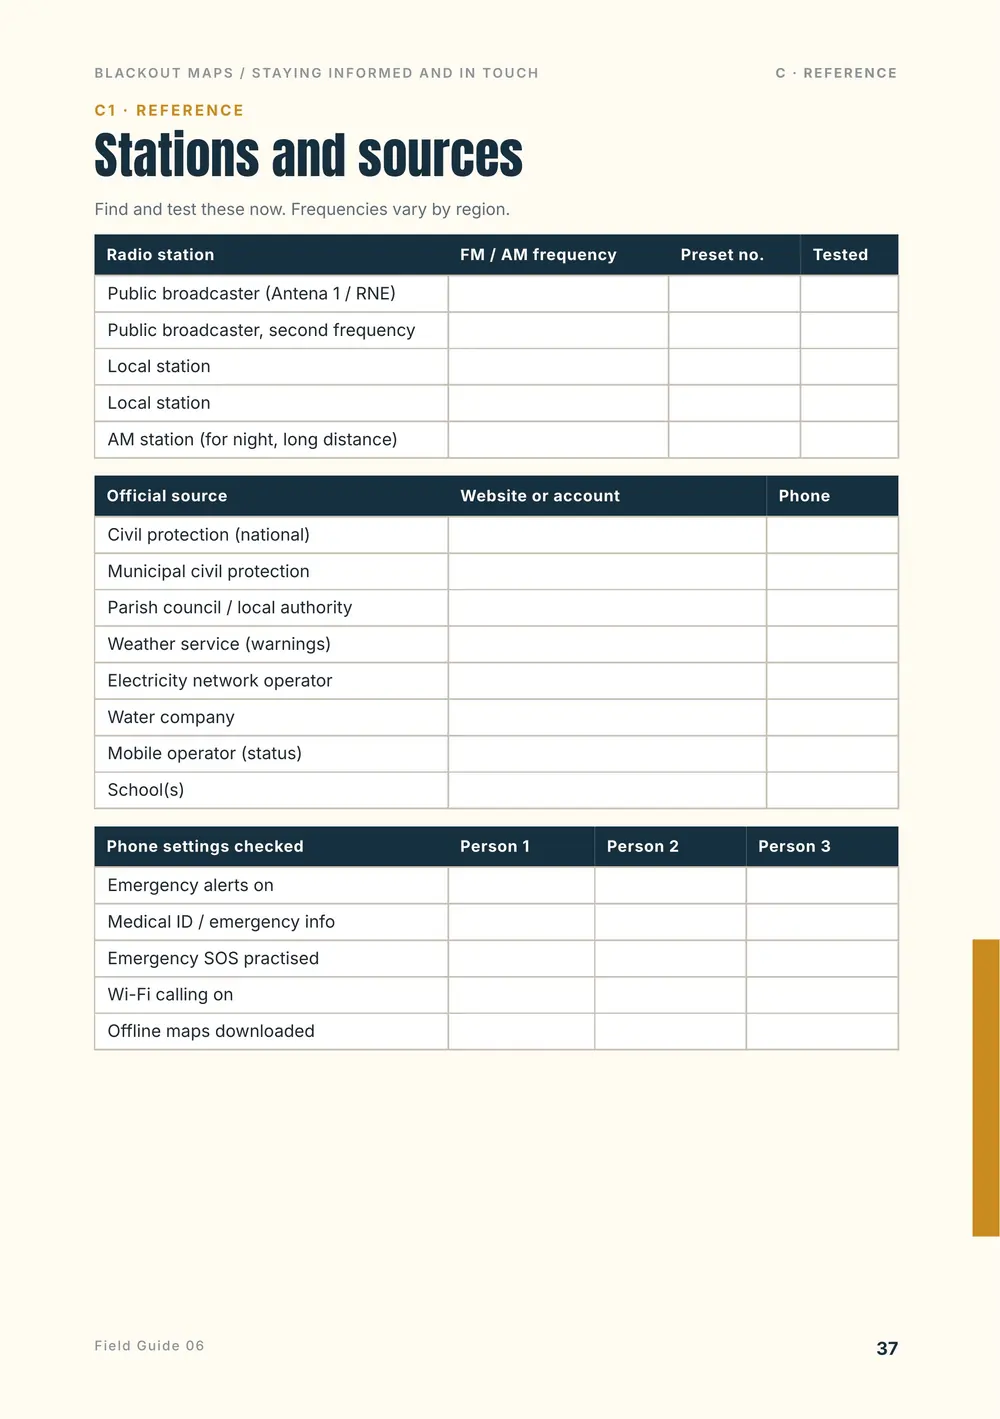 BLACKOUT MAPS / STAYING INFORMED AND IN TOUCH
C · REFERENCE
C1 · REFERENCE
Stations and sources
Find and test these now. Frequencies vary by region.
Radio station FM / AM frequency Preset no. Tested
Public broadcaster (Antena 1 / RNE)
Public broadcaster, second frequency
Local station
Local station
AM station (for night, long distance)
Official source Website or account Phone
Civil protection (national)
Municipal civil protection
Parish council / local authority
Weather service (warnings)
Electricity network operator
Water company
Mobile operator (status)
School(s)
Phone settings checked Person 1 Person 2 Person 3
Emergency alerts on
Medical ID / emergency info
Emergency SOS practised
Wi-Fi calling on
Offline maps downloaded
Field Guide 06
37